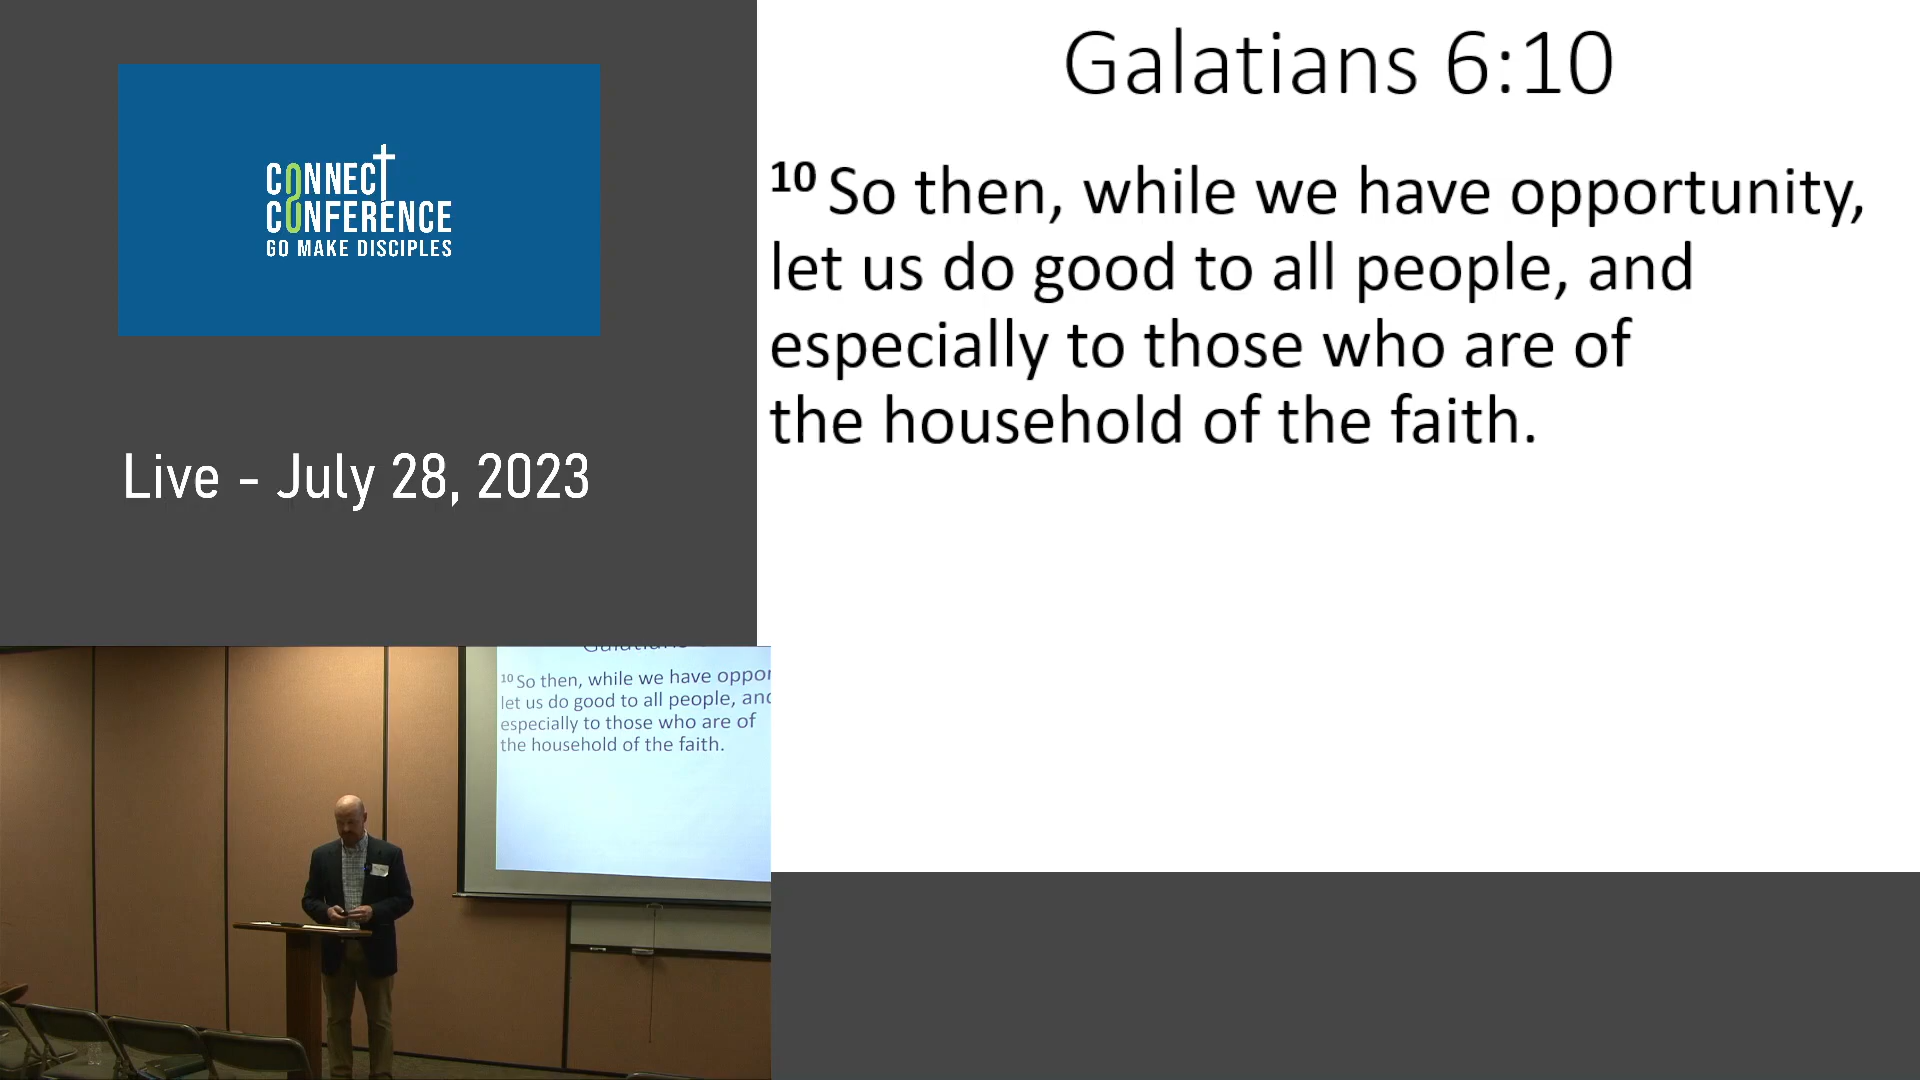 CONNECT
CONFERENCE
GO MAKE DISCIPLES
Live - July 28, 2023
Galatians 6:10
10 So then, while we have opportunity,
let us do good to all people, and
especially to those who are of
the household of the faith.
Galatians
10 So then, while we have oppor
let us do good to all people, and
especially to those who are of
the household of the faith.